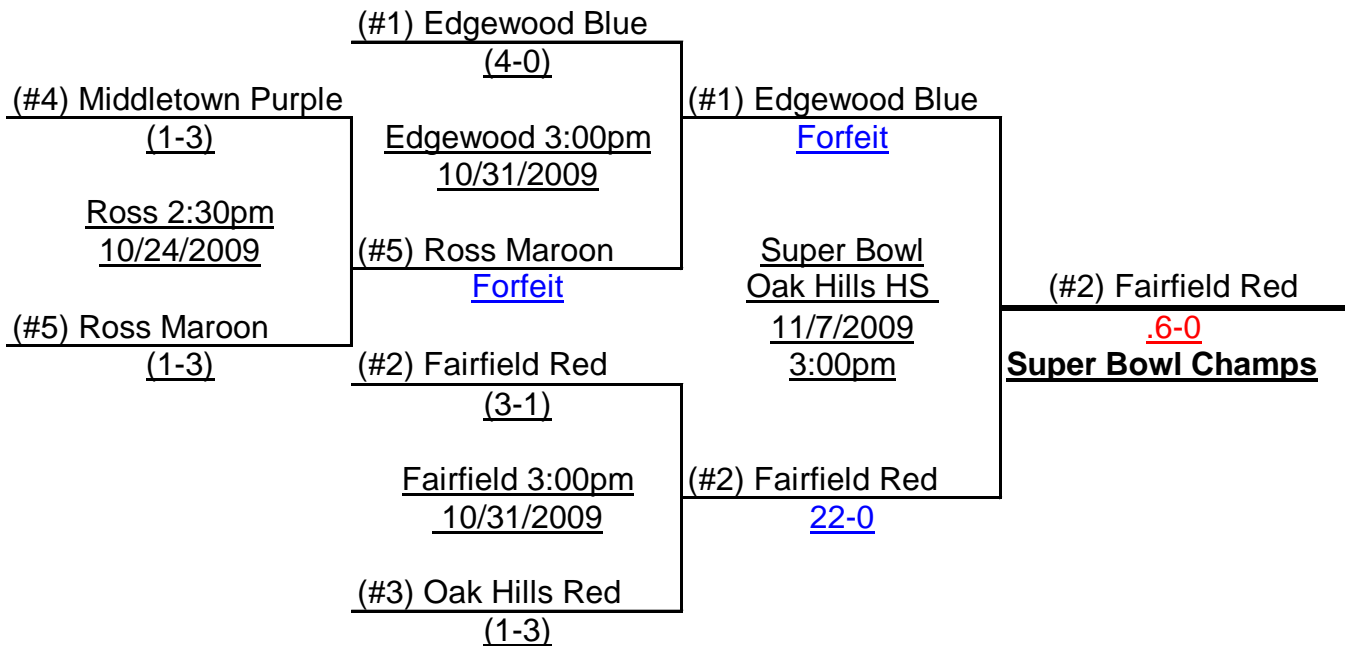 (#1) Edgewood Blue
(4-0)
(#4) Middletown Purple
(#1) Edgewood Blue
(1-3)
Edgewood 3:00pm
Forfeit
10/31/2009
Ross 2:30pm
10/24/2009
(#5) Ross Maroon
Super Bowl
Forfeit
Oak Hills HS
(#2) Fairfield Red
(#5) Ross Maroon
11/7/2009
.6-0
(1-3)
(#2) Fairfield Red
3:00pm
Super Bowl Champs
(3-1)
Fairfield 3:00pm
(#2) Fairfield Red
10/31/2009
22-0
(#3) Oak Hills Red
(1-3)